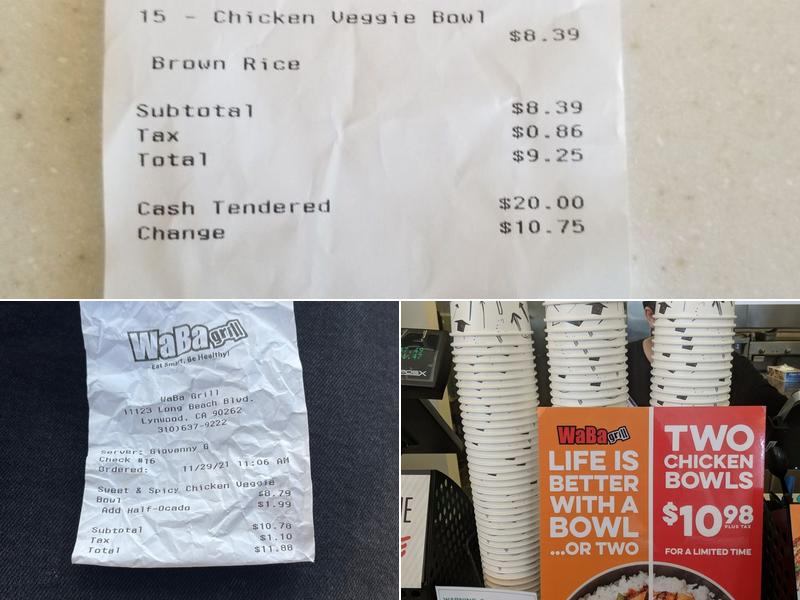 15 - Chicken Veggie Bowl
$8.39
Brown Rice
Subtotal $8.39
Tax $0.86
Total $9.25
Cash Tendered $20.00
Change $10.75
WaBa grill
Eat Smart, Be Healthy!
WaBa Grill
11123 Long Beach Blvd.
Lynwood, CA 90262
310)637-9222
Server: Giovanny G
Check #16
Ordered: 11/29/21 11:06 AM
Sweet & Spicy Chicken Veggie
Bowl $8.79
Add Half-Ocado $1.99
Subtotal $10.78
Tax $1.10
Total $11.88
WaBa grill
LIFE IS
BETTER
WITH A
BOWL
...OR TWO
TWO
CHICKEN
BOWLS
$10.98
PLUS TAX
FOR A LIMITED TIME